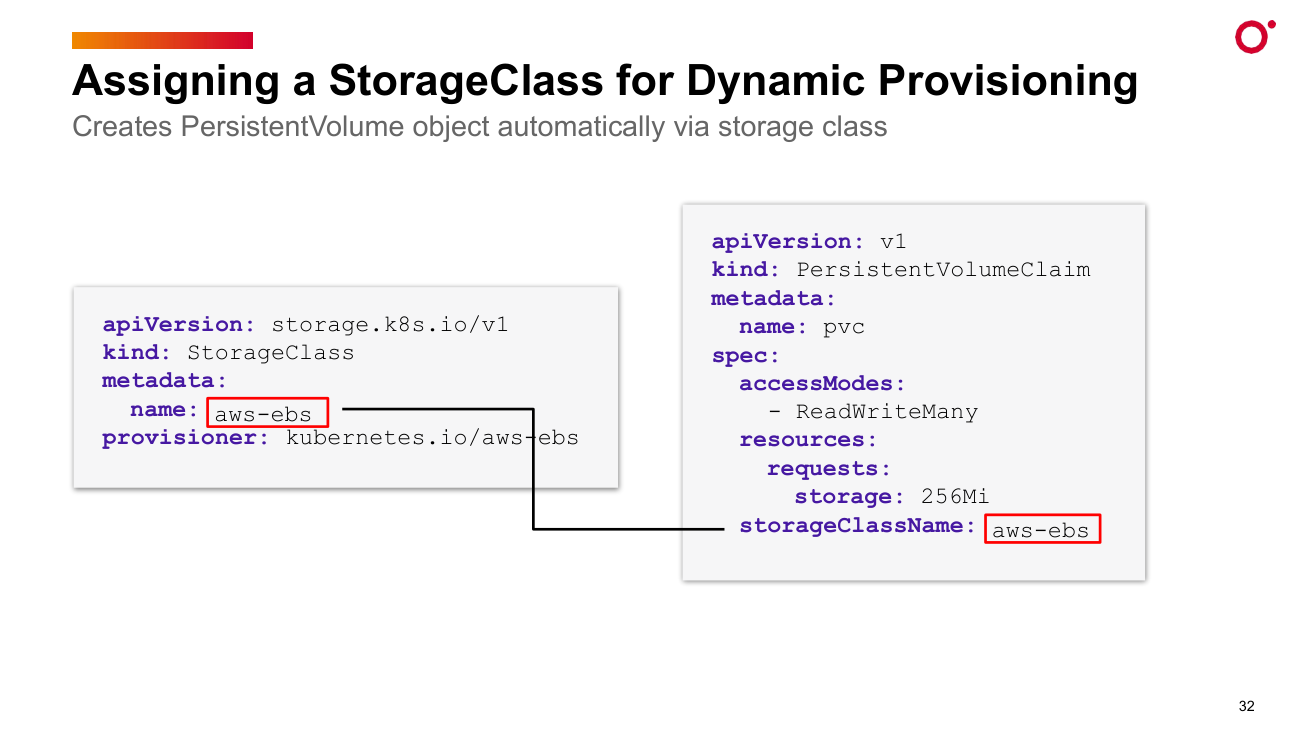 Assigning a StorageClass for Dynamic Provisioning
Creates PersistentVolume object automatically via storage class
apiVersion: storage.k8s.io/v1
kind: StorageClass
metadata:
  name: aws-ebs
provisioner: kubernetes.io/aws-ebs
apiVersion: v1
kind: PersistentVolumeClaim
metadata:
  name: pvc
spec:
  accessModes:
    - ReadWriteMany
  resources:
    requests:
      storage: 256Mi
  storageClassName: aws-ebs
32